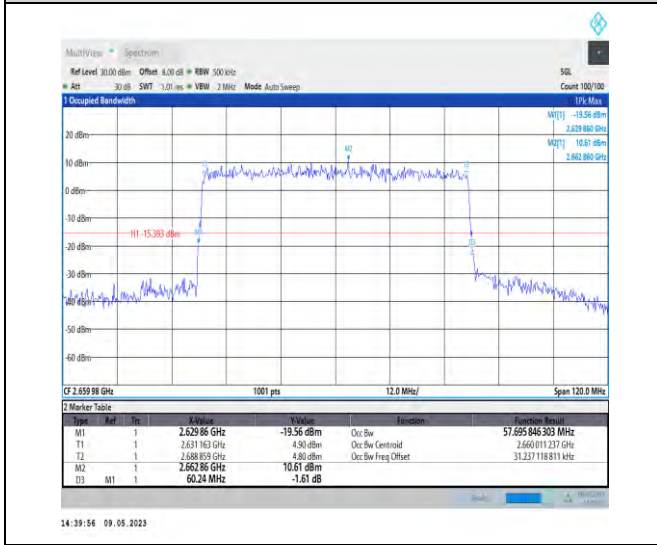 MultiView Spectrum
Ref Level 30.00 dBm Offset 8.00 dB RBW 500 kHz SGL
Att 30 dB SWT 1.01 ms VBW 2 MHz Mode Auto Sweep Count 100/100
1 Occupied Bandwidth 1Pk Max
M1[1] -19.56 dBm
2.629 860 GHz
M2[1] 10.61 dBm
2.662 860 GHz
20 dBm
M2
10 dBm
0 dBm
-10 dBm
H1 -15.393 dBm
-20 dBm
-30 dBm
-40 dBm
-50 dBm
-60 dBm
CF 2.659 98 GHz 1001 pts 12.0 MHz/ Span 120.0 MHz
2 Marker Table
Type Ref Trc X-Value Y-Value Function Function Result
M1 1 2.629 86 GHz -19.56 dBm Occ Bw 57.695 846 303 MHz
T1 1 2.631 163 GHz 4.90 dBm Occ Bw Centroid 2.660 011 237 GHz
T2 1 2.688 859 GHz 4.80 dBm Occ Bw Freq Offset 31.237 118 811 kHz
M2 1 2.662 86 GHz 10.61 dBm
D3 M1 1 60.24 MHz -1.61 dB
14:39:56 09.05.2023